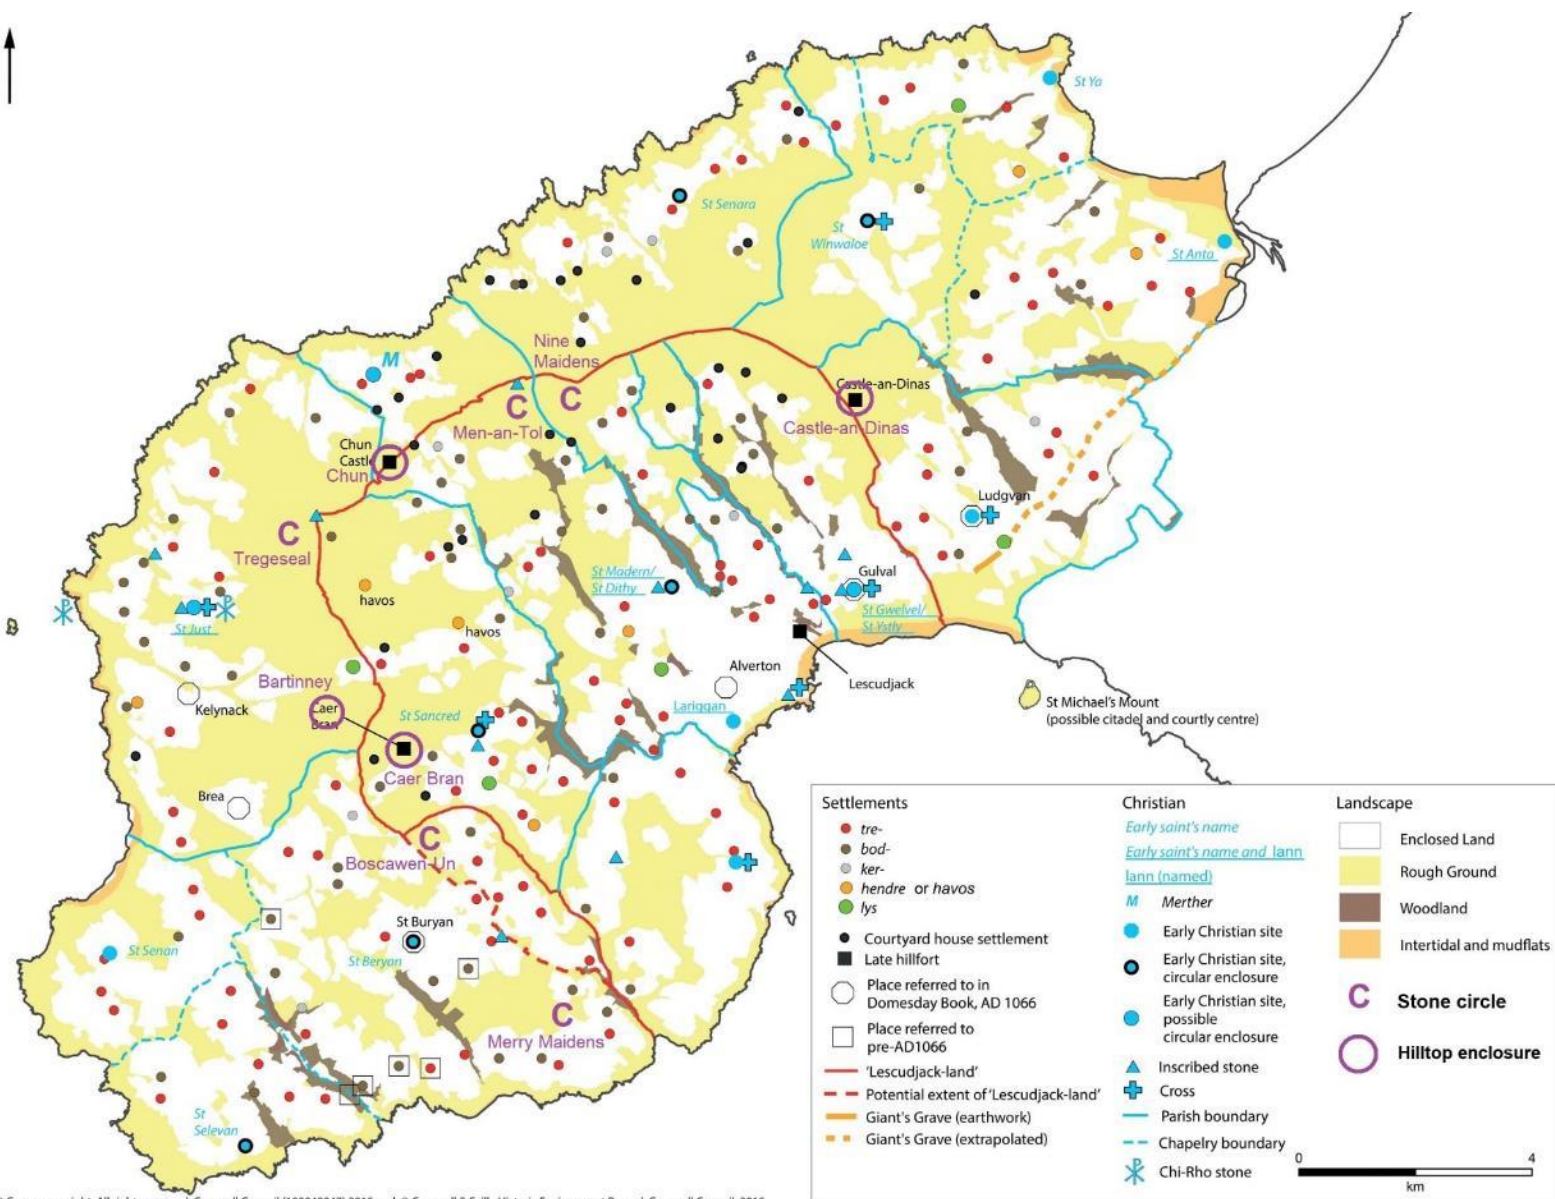 St Ya
St Senara
St
Winwaloe
St Anta
Nine
Maidens
M
Castle-an-Dinas
Men-an-Tol
Castle-an-Dinas
Chun
Castle
Chun
Ludgvan
Tregeseal
St Madern/
St Dithy
Gulval
havos
St Gwelvel/
St Ystly
St Just
havos
Alverton
Lescudjack
Bartinney
Kelynack
Caer
Bran
St Sancred
Lariggan
St Michael's Mount
(possible citadel and courtly centre)
Caer Bran
Brea
Boscawen-Un
St Buryan
St Beryan
St Senan
Merry Maidens
St
Selevan
C
C
C
C
C
Settlements
tre-
bod-
ker-
hendre or havos
lys
Courtyard house settlement
Late hillfort
Place referred to in
Domesday Book, AD 1066
Place referred to
pre-AD1066
'Lescudjack-land'
Potential extent of 'Lescudjack-land'
Giant's Grave (earthwork)
Giant's Grave (extrapolated)
Christian
Early saint's name
Early saint's name and lann
lann (named)
M Merther
Early Christian site
Early Christian site,
circular enclosure
Early Christian site,
possible
circular enclosure
Inscribed stone
Cross
Parish boundary
Chapelry boundary
Chi-Rho stone
Landscape
Enclosed Land
Rough Ground
Woodland
Intertidal and mudflats
C Stone circle
Hilltop enclosure
0 4
km